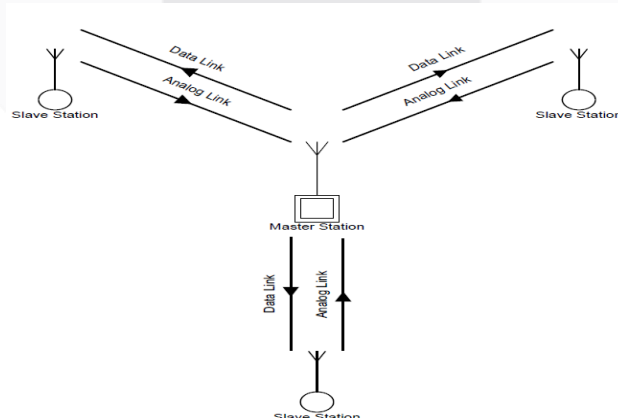 Data Link
Data Link
Analog Link
Analog Link
Slave Station
Slave Station
Master Station
Data Link
Analog Link
Slave Station